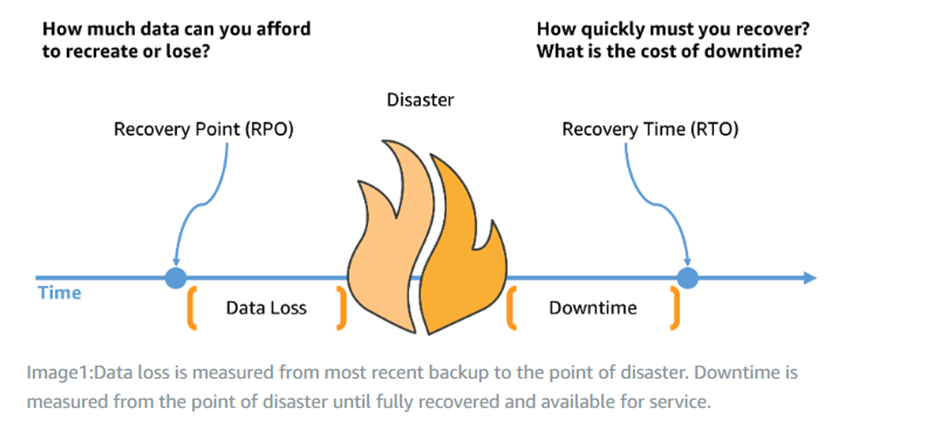 How much data can you afford
to recreate or lose?
How quickly must you recover?
What is the cost of downtime?
Disaster
Recovery Point (RPO)
Recovery Time (RTO)
Time
Data Loss
Downtime
Image1:Data loss is measured from most recent backup to the point of disaster. Downtime is
measured from the point of disaster until fully recovered and available for service.